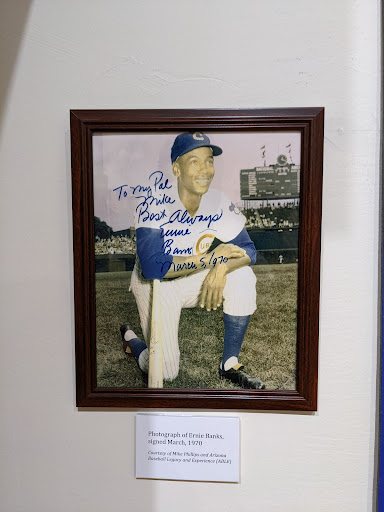 To my Pal
Mike
Best Always
Ernie
Banks
March 5, 1970
C
Photograph of Ernie Banks,
signed March, 1970
Courtesy of Mike Phillips and Arizona
Baseball Legacy and Experience (ABLE)